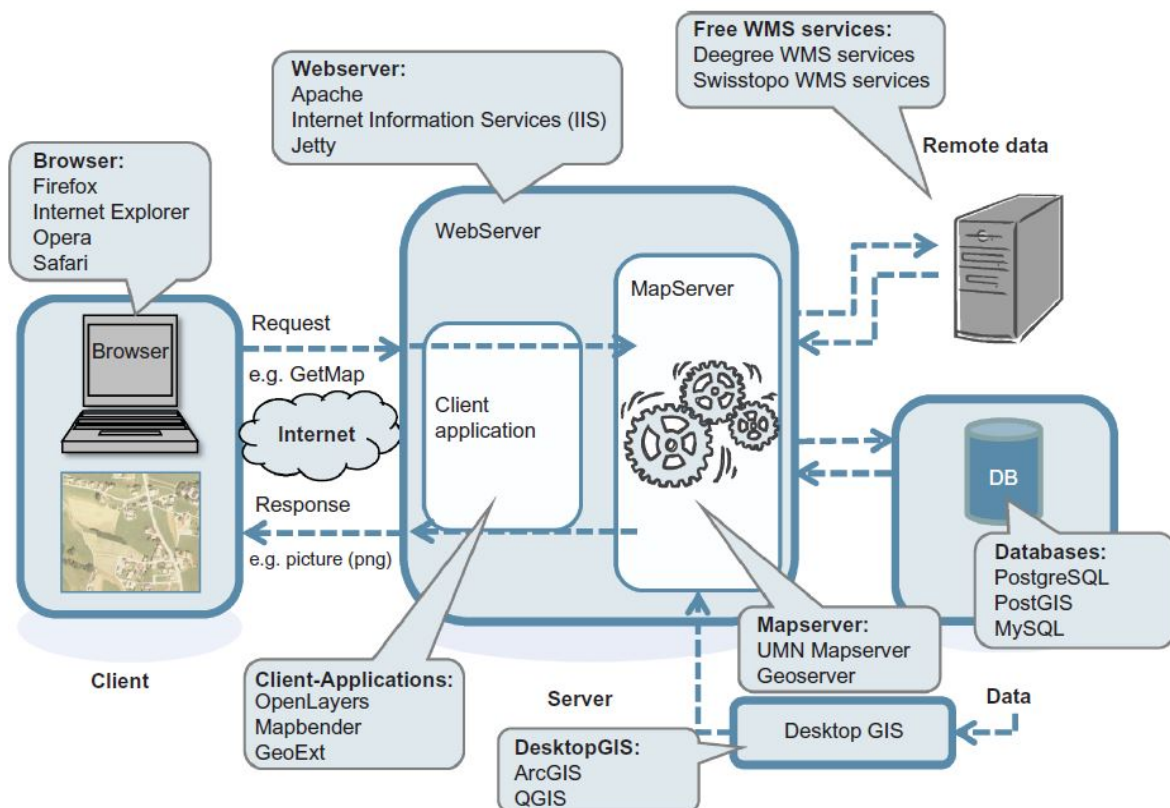 Free WMS services:
Deegree WMS services
Swisstopo WMS services
Webserver:
Apache
Internet Information Services (IIS)
Jetty
Remote data
Browser:
Firefox
Internet Explorer
Opera
Safari
WebServer
MapServer
Browser
Request
e.g. GetMap
Internet
Client
application
Response
e.g. picture (png)
DB
Databases:
PostgreSQL
PostGIS
MySQL
Mapserver:
UMN Mapserver
Geoserver
Client
Client-Applications:
OpenLayers
Mapbender
GeoExt
Server
Data
Desktop GIS
DesktopGIS:
ArcGIS
QGIS